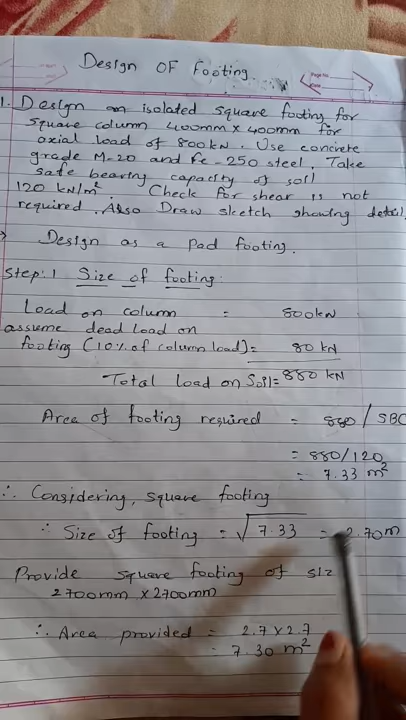 Design OF Footing
Page No
Date
1. Design an isolated square footing for
square column 400mm x 400mm for
axial load of 800kN. Use concrete
grade M-20 and Fe-250 steel. Take
safe bearing capacity of soil
120 kN/m². Check for shear is not
required. Also Draw sketch showing detail
Design as a Pad footing.
Step:1 Size of footing:
Load on column = 800kN
assume dead load on
footing (10% of column load) = 80 kN
Total load on Soil = 880 kN
Area of footing required = 880 / SBC
= 880/120
= 7.33 m²
∴ Considering, square footing
∴ Size of footing = √7.33 = 2.70m
Provide square footing of siz
2700mm x 2700mm
∴ Area provided = 2.7 x 2.7
= 7.30 m²